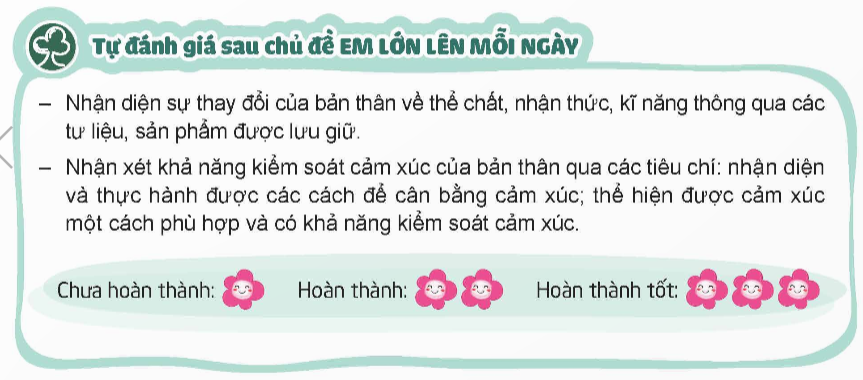 Tự đánh giá sau chủ đề EM LỚN LÊN MỖI NGÀY
– Nhận diện sự thay đổi của bản thân về thể chất, nhận thức, kĩ năng thông qua các
tư liệu, sản phẩm được lưu giữ.
– Nhận xét khả năng kiểm soát cảm xúc của bản thân qua các tiêu chí: nhận diện
và thực hành được các cách để cân bằng cảm xúc; thể hiện được cảm xúc
một cách phù hợp và có khả năng kiểm soát cảm xúc.
Chưa hoàn thành: Hoàn thành: Hoàn thành tốt: